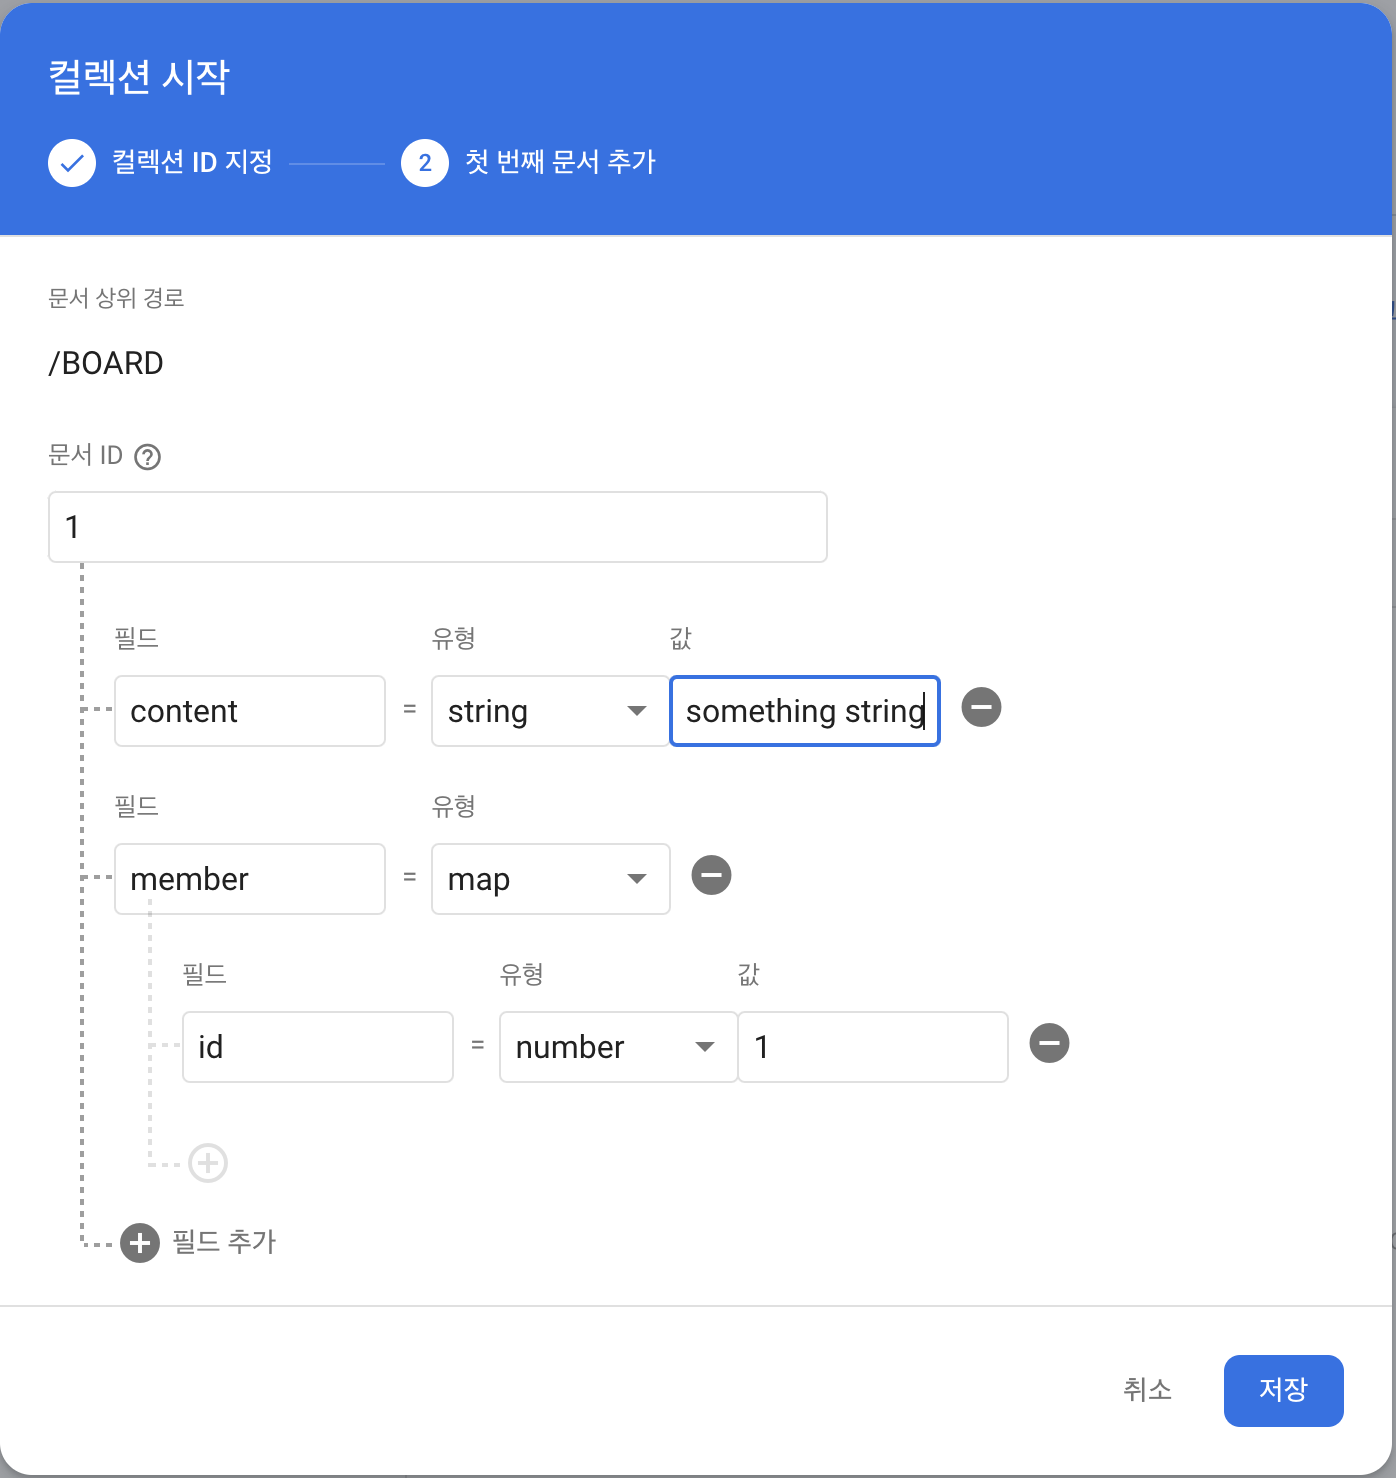 컬렉션 시작
컬렉션 ID 지정 2 첫 번째 문서 추가
문서 상위 경로
/BOARD
문서 ID ?
1
필드 유형 값
content = string something string
필드 유형
member = map
필드 유형 값
id = number 1
필드 추가
취소 저장